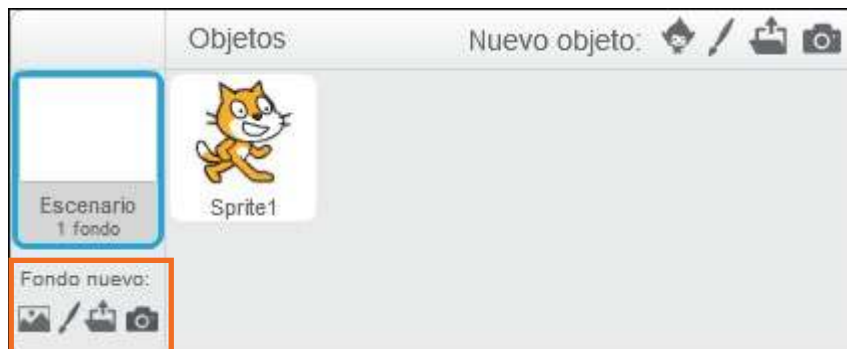 Objetos
Nuevo objeto:
Escenario
1 fondo
Sprite1
Fondo nuevo: